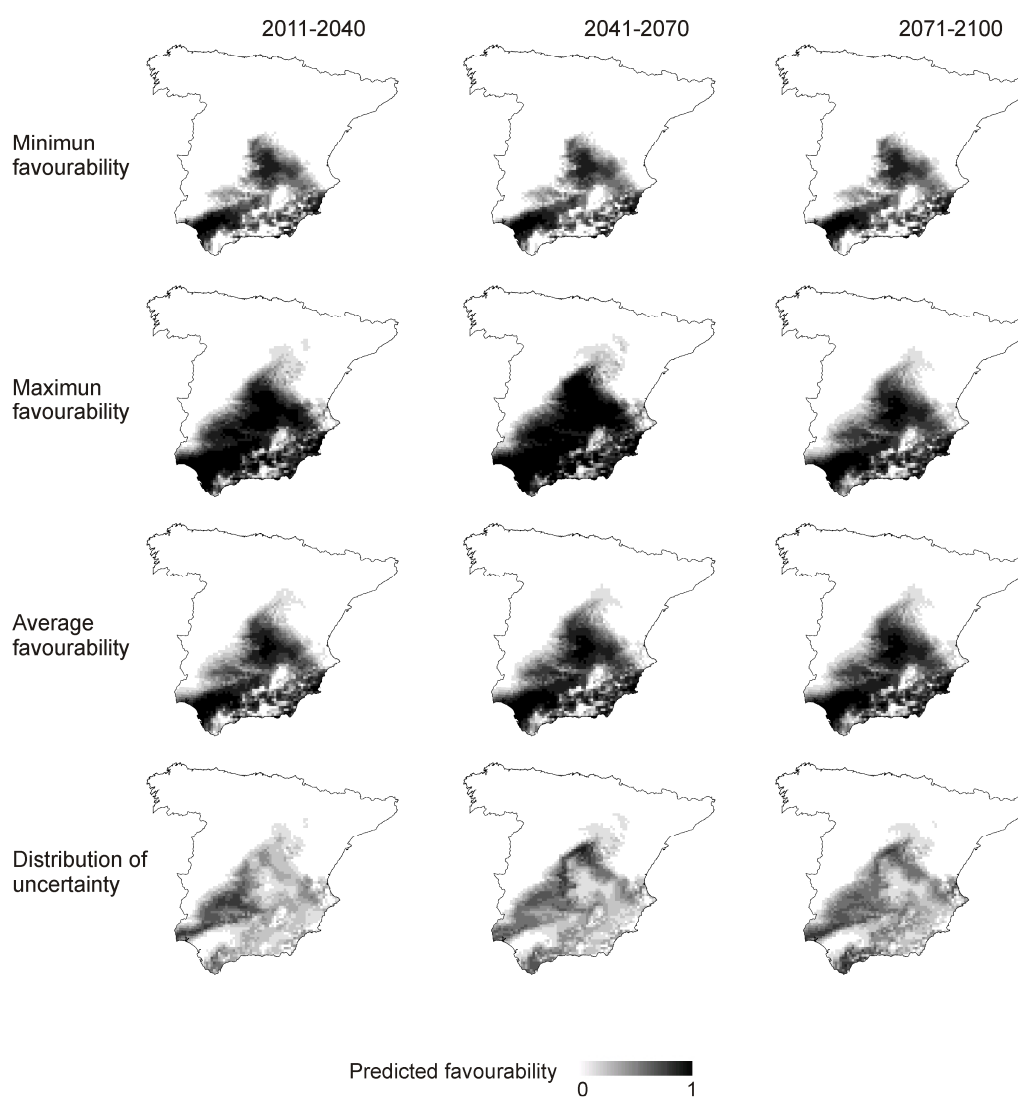 2011-2040 2041-2070 2071-2100
Minimun
favourability
Maximun
favourability
Average
favourability
Distribution of
uncertainty
Predicted favourability
0 1